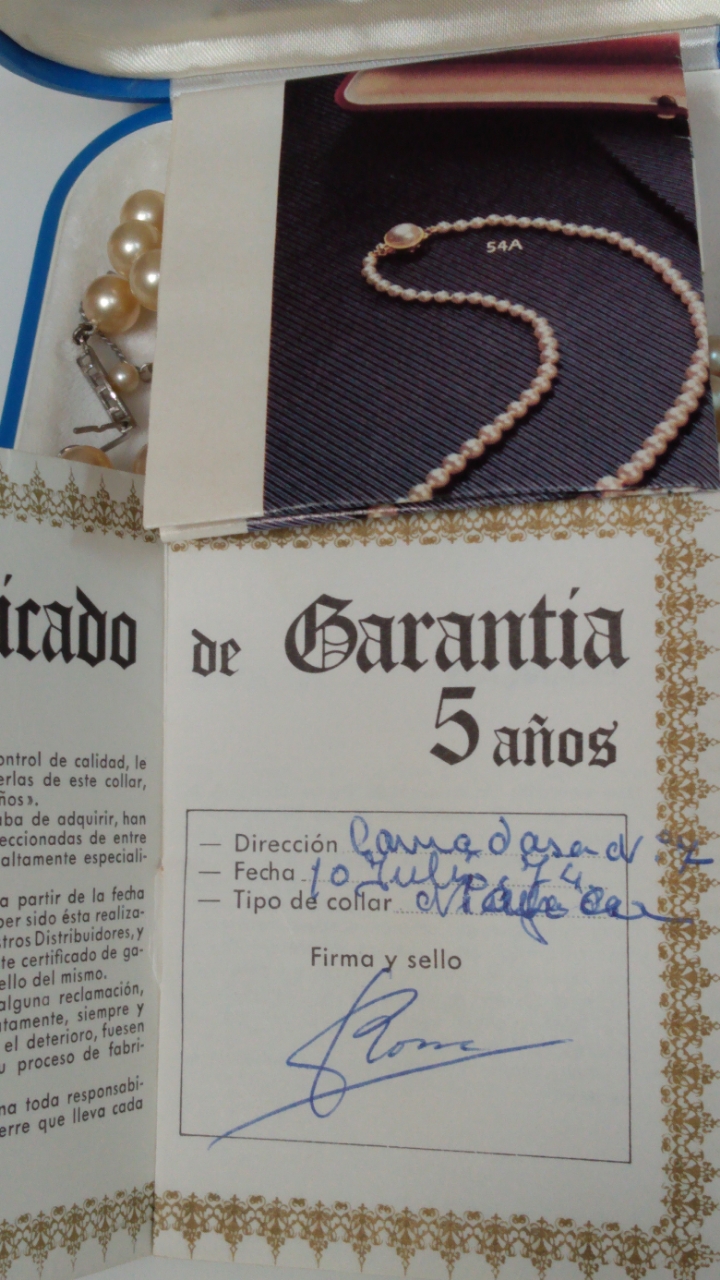 54A
icado
de Garantía
5 años
ontrol de calidad, le
erlas de este collar,
ños».
aba de adquirir, han
eccionadas de entre
altamente especiali-
a partir de la fecha
ber sido ésta realiza-
stros Distribuidores, y
te certificado de ga-
ello del mismo.
alguna reclamación,
atamente, siempre y
el deterioro, fuesen
u proceso de fabri-
na toda responsabi-
erre que lleva cada
— Dirección
— Fecha 10 Julio 74
— Tipo de collar
Firma y sello